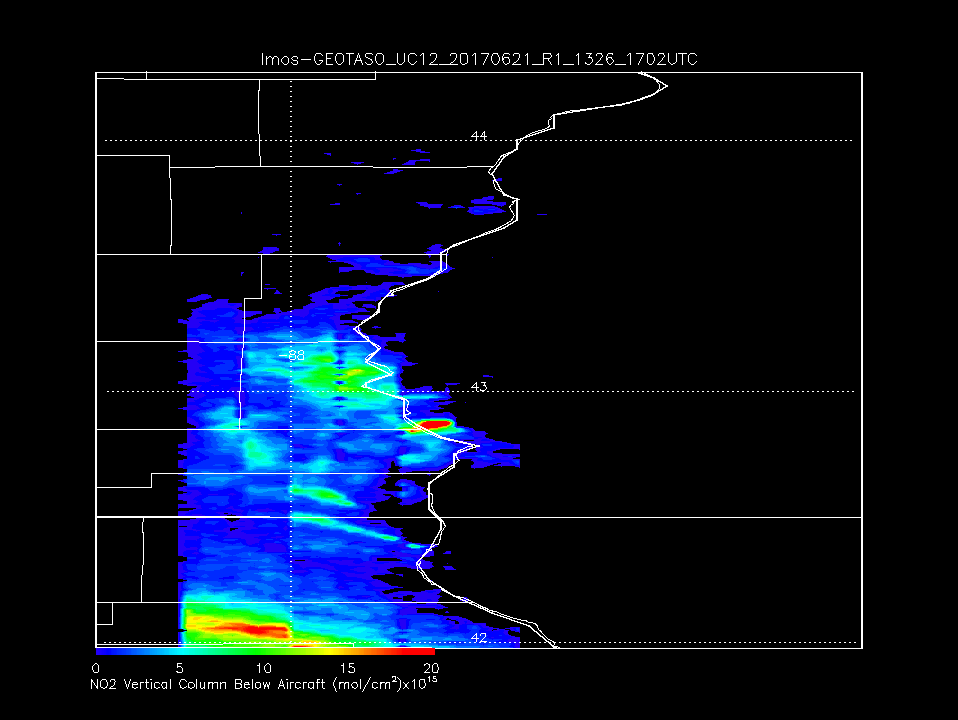 lmos-GEOTASO_UC12_20170621_R1_1326_1702UTC
44
-88
43
42
0 5 10 15 20
NO2 Vertical Column Below Aircraft (mol/cm²)x10¹⁵